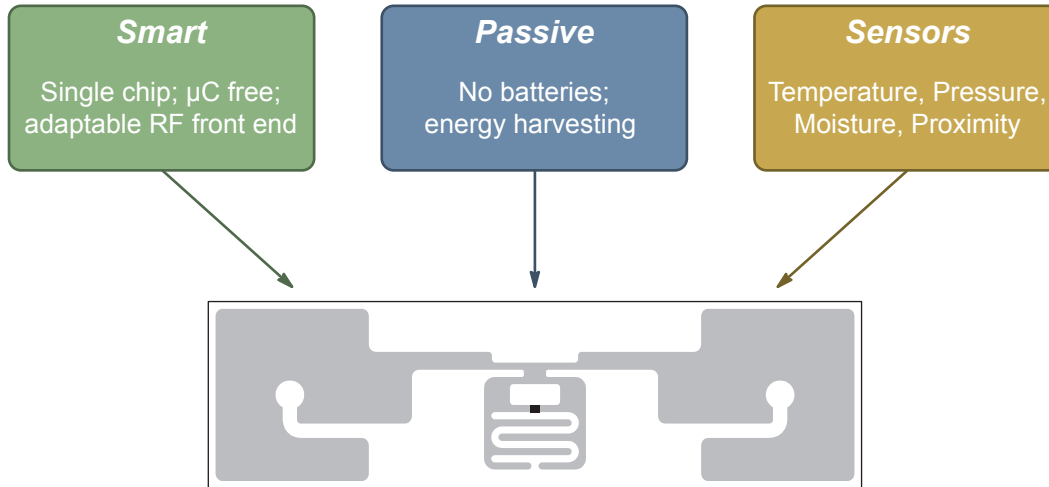 Smart
Single chip; µC free;
adaptable RF front end
Passive
No batteries;
energy harvesting
Sensors
Temperature, Pressure,
Moisture, Proximity